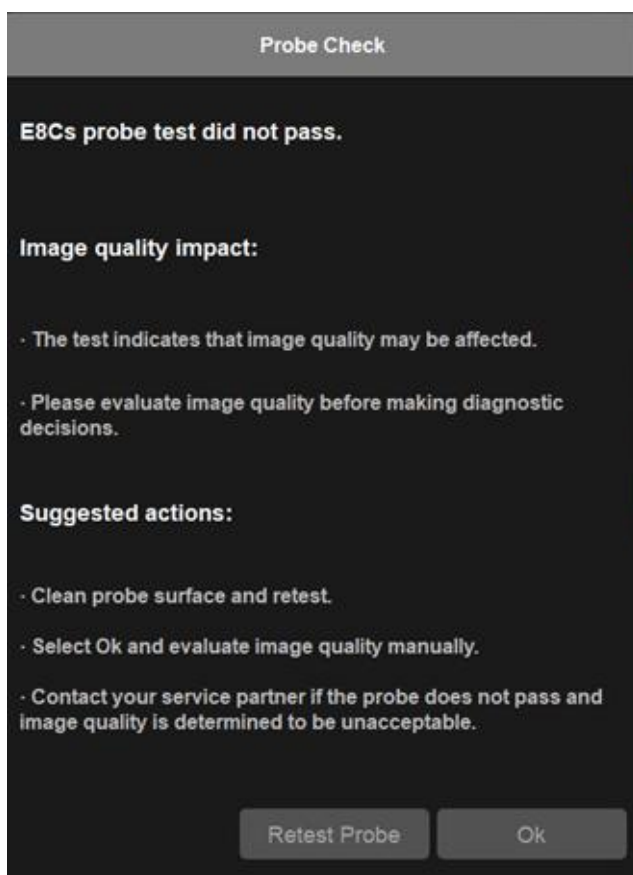 Probe Check
E8Cs probe test did not pass.
Image quality impact:
· The test indicates that image quality may be affected.
· Please evaluate image quality before making diagnostic
decisions.
Suggested actions:
· Clean probe surface and retest.
· Select Ok and evaluate image quality manually.
· Contact your service partner if the probe does not pass and
image quality is determined to be unacceptable.
Retest Probe
Ok